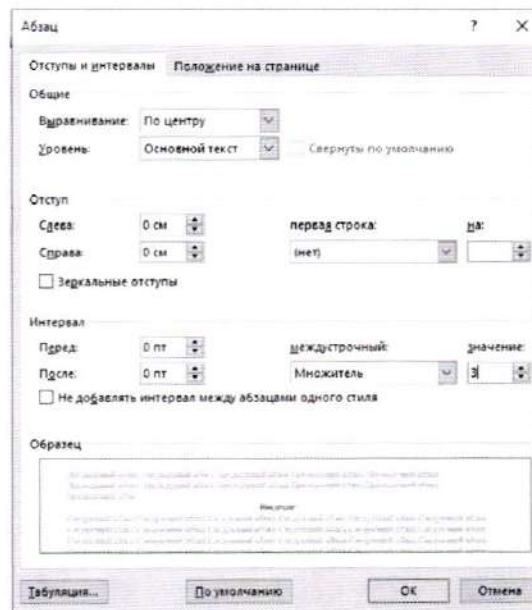 Абзац ? ×
Отступы и интервалы Положение на странице
Общие
Выравнивание: По центру
Уровень: Основной текст Свернуты по умолчанию
Отступ
Слева: 0 см первая строка: на:
Справа: 0 см (нет)
Зеркальные отступы
Интервал
Перед: 0 пт междустрочный: значение:
После: 0 пт Множитель 3
Не добавлять интервал между абзацами одного стиля
Образец
Табуляция... По умолчанию ОК Отмена